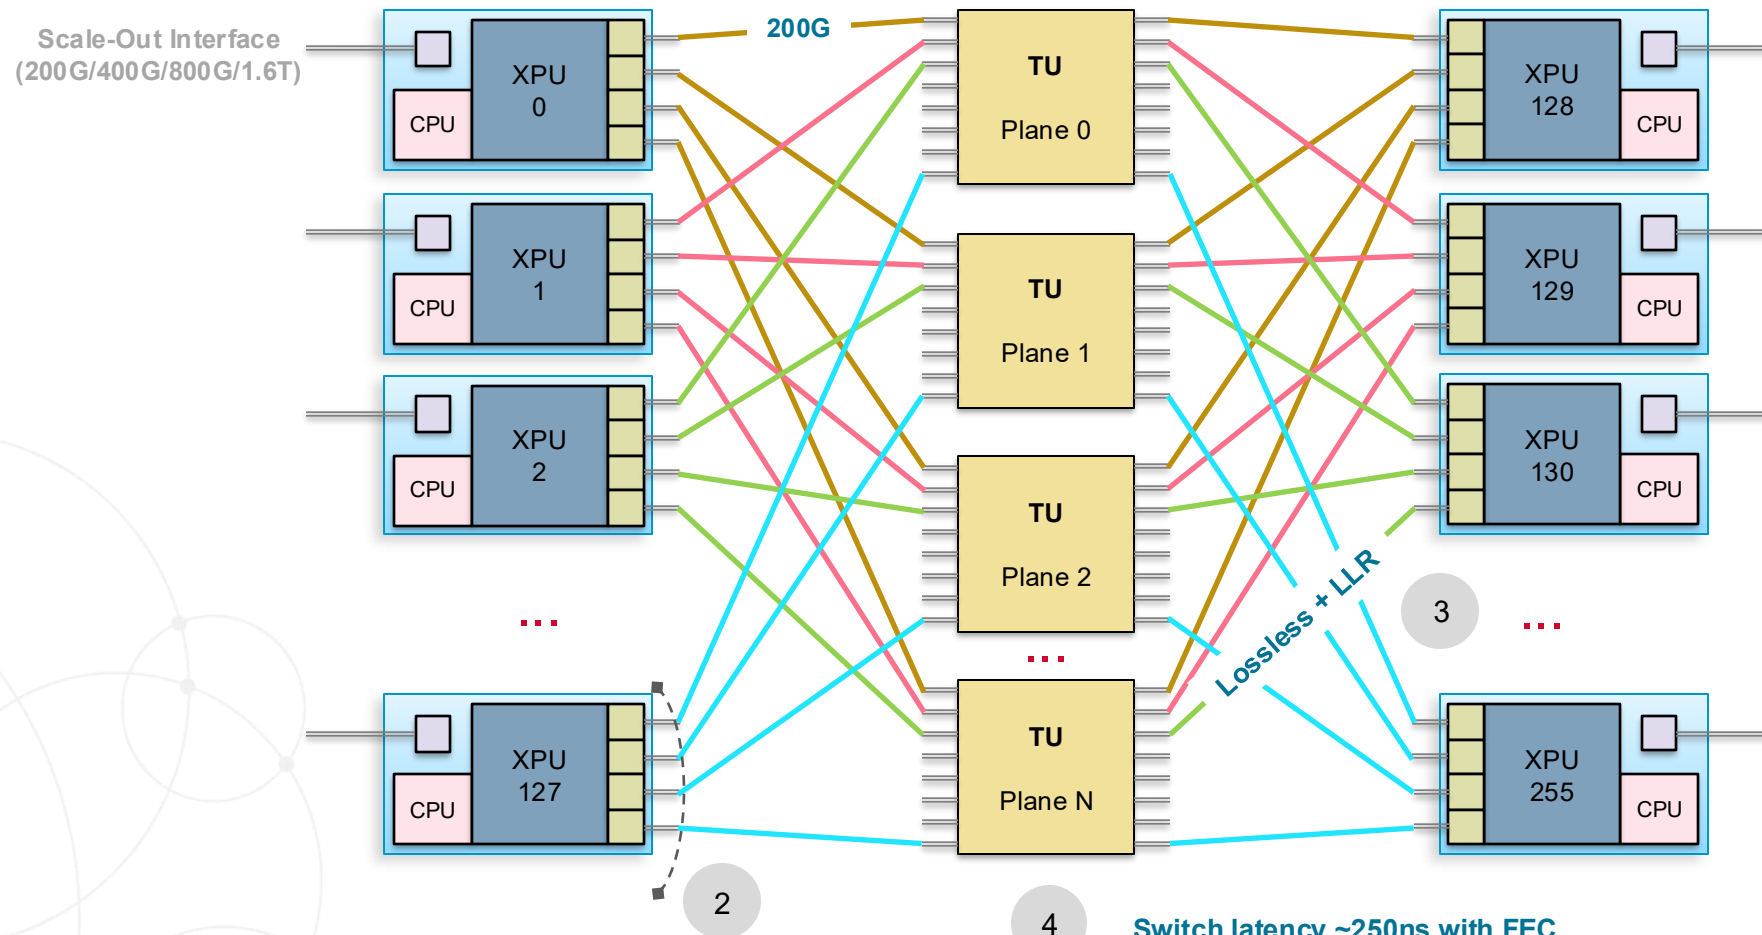 Scale-Out Interface
(200G/400G/800G/1.6T)
200G
XPU
0
CPU
XPU
1
CPU
XPU
2
CPU
...
XPU
127
CPU
2
TU
Plane 0
TU
Plane 1
TU
Plane 2
...
TU
Plane N
4
Switch latency ~250ns with FEC
XPU
128
CPU
XPU
129
CPU
XPU
130
CPU
Lossless + LLR
3
...
XPU
255
CPU